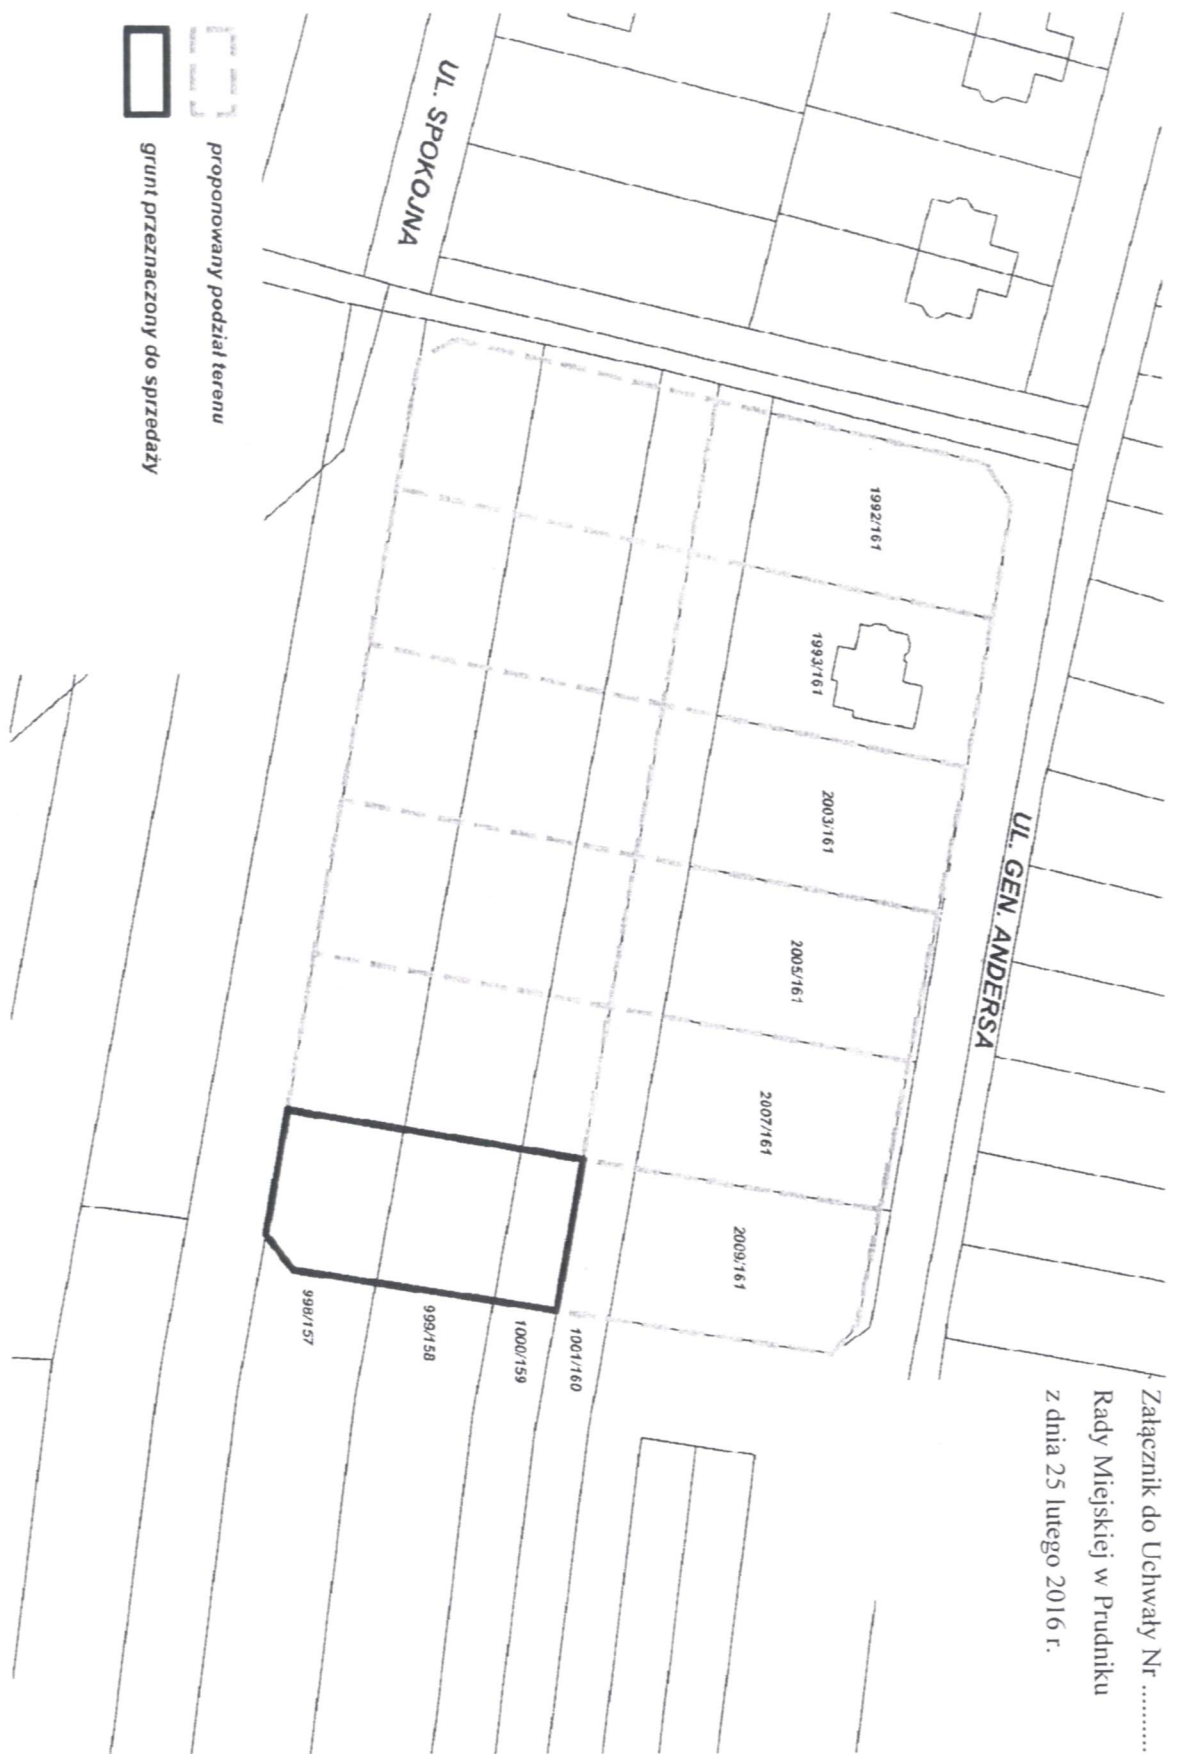 Załącznik do Uchwały Nr ..........
Rady Miejskiej w Prudniku
z dnia 25 lutego 2016 r.
UL. SPOKOJNA
UL. GEN. ANDERSA
1992/161
1993/161
2003/161
2005/161
2007/161
2009/161
1001/160
1000/159
999/158
998/157
proponowany podział terenu
grunt przeznaczony do sprzedaży